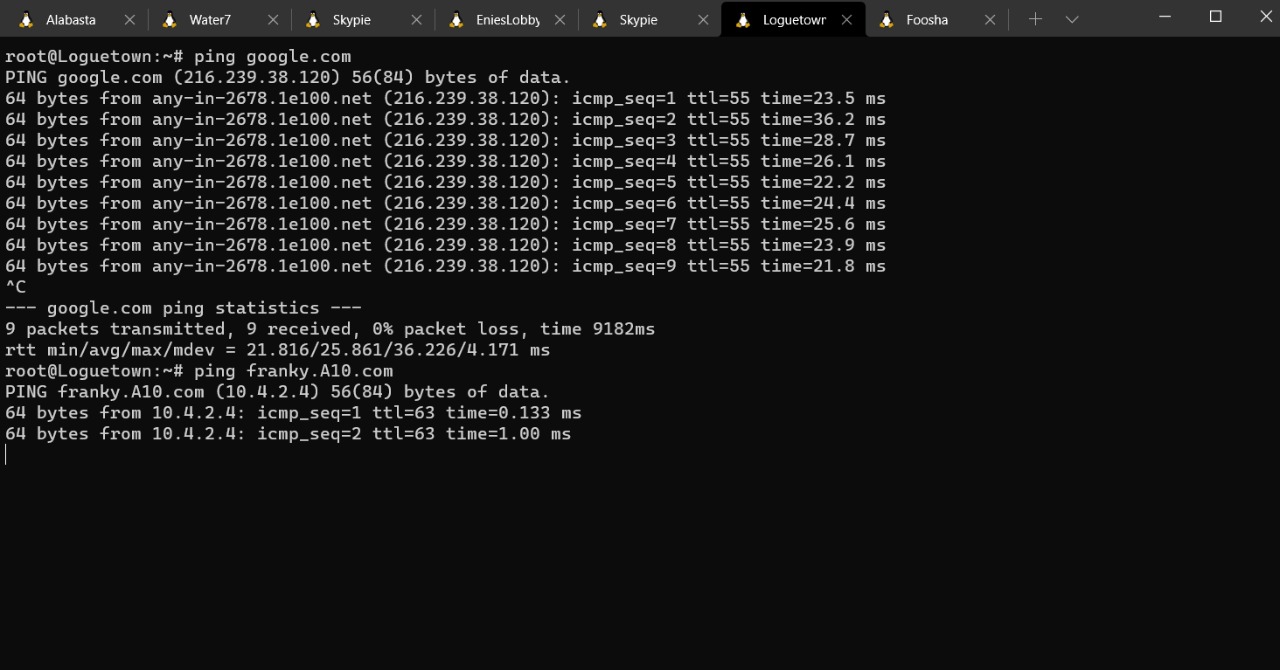 Alabasta Water7 Skypie EniesLobby Skypie Loguetown Foosha
root@Loguetown:~# ping google.com
PING google.com (216.239.38.120) 56(84) bytes of data.
64 bytes from any-in-2678.1e100.net (216.239.38.120): icmp_seq=1 ttl=55 time=23.5 ms
64 bytes from any-in-2678.1e100.net (216.239.38.120): icmp_seq=2 ttl=55 time=36.2 ms
64 bytes from any-in-2678.1e100.net (216.239.38.120): icmp_seq=3 ttl=55 time=28.7 ms
64 bytes from any-in-2678.1e100.net (216.239.38.120): icmp_seq=4 ttl=55 time=26.1 ms
64 bytes from any-in-2678.1e100.net (216.239.38.120): icmp_seq=5 ttl=55 time=22.2 ms
64 bytes from any-in-2678.1e100.net (216.239.38.120): icmp_seq=6 ttl=55 time=24.4 ms
64 bytes from any-in-2678.1e100.net (216.239.38.120): icmp_seq=7 ttl=55 time=25.6 ms
64 bytes from any-in-2678.1e100.net (216.239.38.120): icmp_seq=8 ttl=55 time=23.9 ms
64 bytes from any-in-2678.1e100.net (216.239.38.120): icmp_seq=9 ttl=55 time=21.8 ms
^C
--- google.com ping statistics ---
9 packets transmitted, 9 received, 0% packet loss, time 9182ms
rtt min/avg/max/mdev = 21.816/25.861/36.226/4.171 ms
root@Loguetown:~# ping franky.A10.com
PING franky.A10.com (10.4.2.4) 56(84) bytes of data.
64 bytes from 10.4.2.4: icmp_seq=1 ttl=63 time=0.133 ms
64 bytes from 10.4.2.4: icmp_seq=2 ttl=63 time=1.00 ms